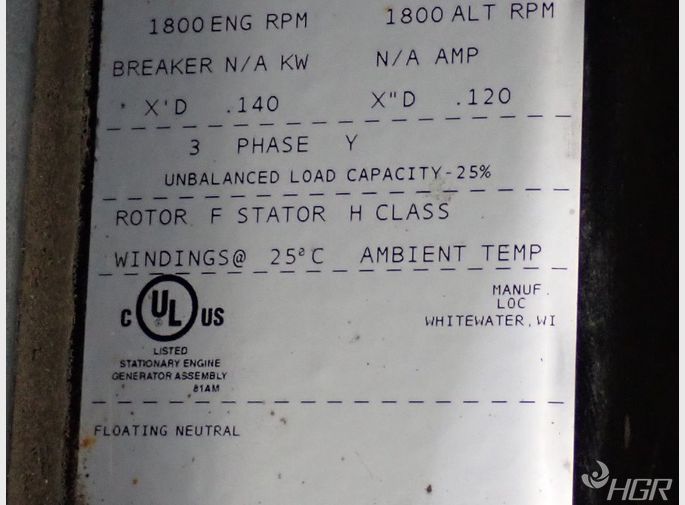 1800 ENG RPM 1800 ALT RPM
BREAKER N/A KW N/A AMP
X'D .140 X"D .120
3 PHASE Y
UNBALANCED LOAD CAPACITY-25%
ROTOR F STATOR H CLASS
WINDINGS@ 25°C AMBIENT TEMP
C UL US
LISTED
STATIONARY ENGINE
GENERATOR ASSEMBLY
81AM
MANUF.
LOC
WHITEWATER, WI
FLOATING NEUTRAL
HGR